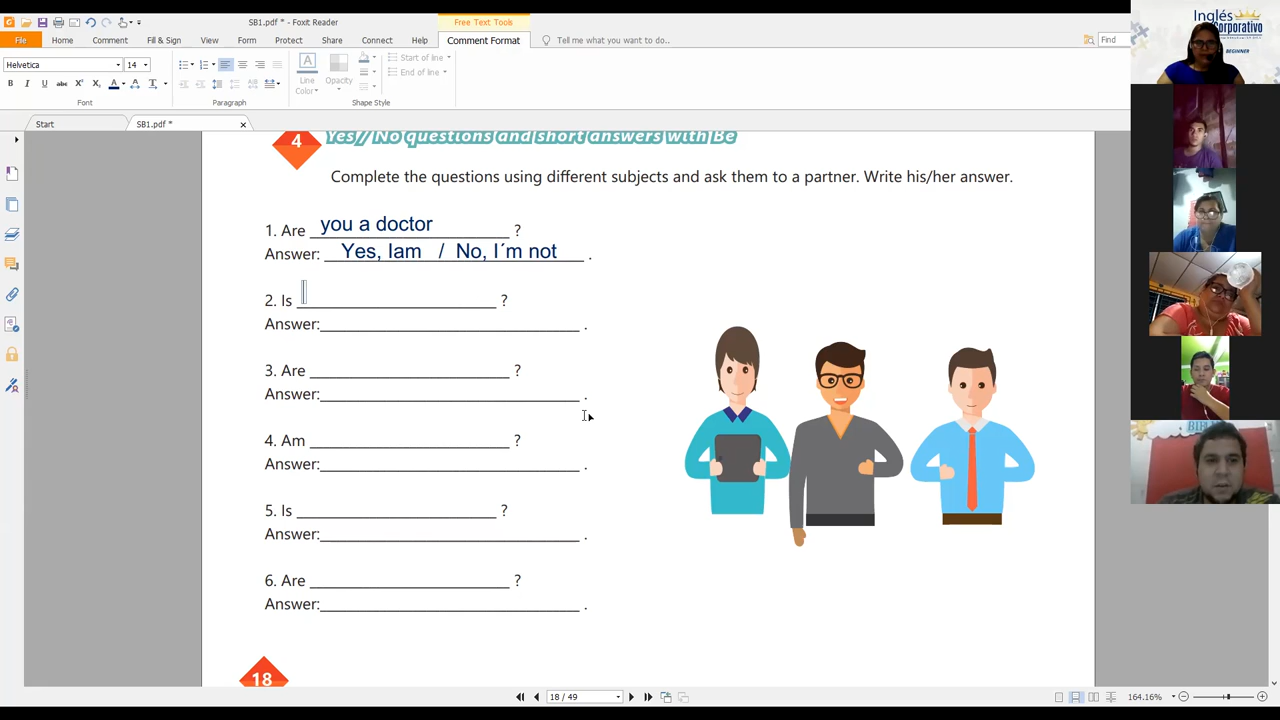 SB1.pdf * - Foxit Reader
Free Text Tools
File Home Comment Fill & Sign View Form Protect Share Connect Help Comment Format Tell me what you want to do.. Find
Helvetica 14
Line Color Opacity Start of line
End of line
Font Paragraph Shape Style
Start SB1.pdf *
Inglés
Corporativo
BEGINNER
4 Yes// No questions and short answers with Be
Complete the questions using different subjects and ask them to a partner. Write his/her answer.
1. Are you a doctor ?
Answer: Yes, Iam / No, I´m not .
2. Is ?
Answer: .
3. Are ?
Answer: .
4. Am ?
Answer: .
5. Is ?
Answer: .
6. Are ?
Answer: .
18
18 / 49
164.16%